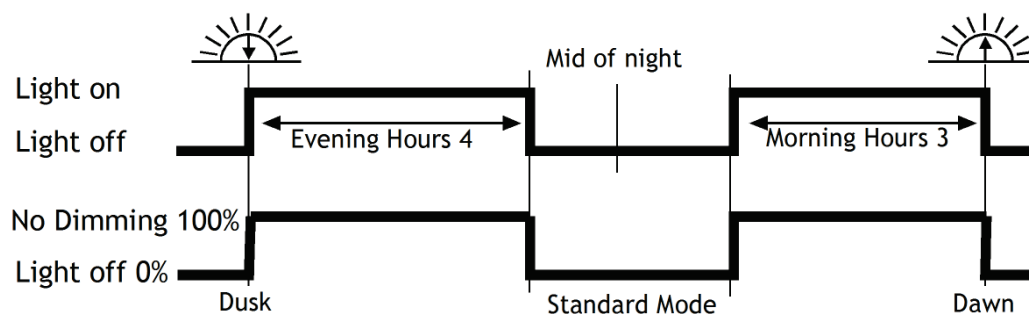 Mid of night
Light on
Light off
Evening Hours 4
Morning Hours 3
No Dimming 100%
Light off 0%
Dusk
Standard Mode
Dawn